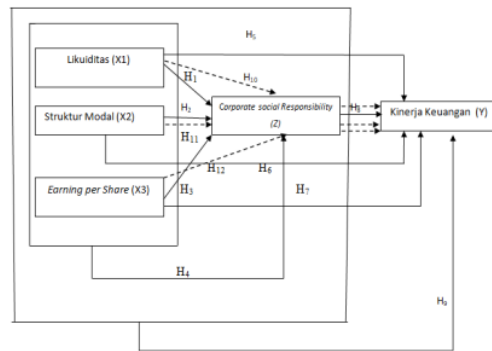 H5
Likuiditas (X1)
H10
H1
H2
Corporate social Responsibility
(Z)
H8
Kinerja Keuangan (Y)
Struktur Modal (X2)
H11
H12
H6
Earning per Share (X3)
H3
H7
H4
H9